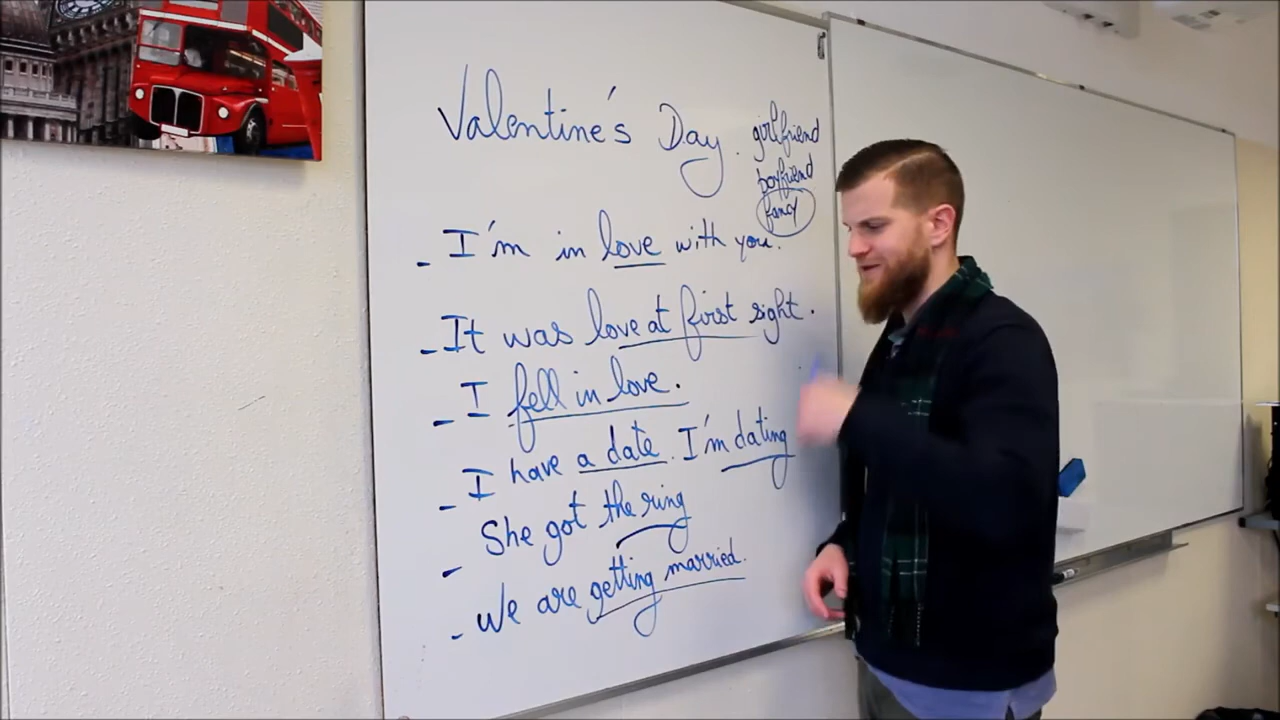 Valentine's Day.
girlfriend
boyfriend
fancy
- I'm in love with you.
- It was love at first sight.
- I fell in love.
- I have a date. I'm dating
- She got the ring
- We are getting married.